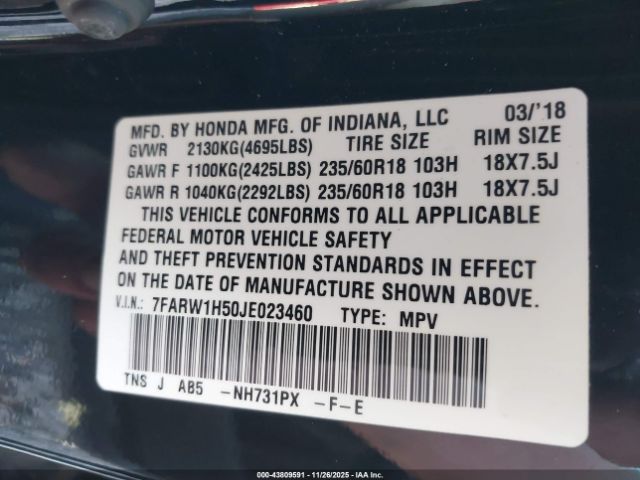 MFD. BY HONDA MFG. OF INDIANA, LLC 03/'18
GVWR 2130KG(4695LBS) TIRE SIZE RIM SIZE
GAWR F 1100KG(2425LBS) 235/60R18 103H 18X7.5J
GAWR R 1040KG(2292LBS) 235/60R18 103H 18X7.5J
THIS VEHICLE CONFORMS TO ALL APPLICABLE
FEDERAL MOTOR VEHICLE SAFETY
AND THEFT PREVENTION STANDARDS IN EFFECT
ON THE DATE OF MANUFACTURE SHOWN ABOVE.
V.I.N.: 7FARW1H50JE023460 TYPE: MPV
TNS J AB5 -NH731PX -F-E
000-43809591 - 11/26/2025 - IAA Inc.